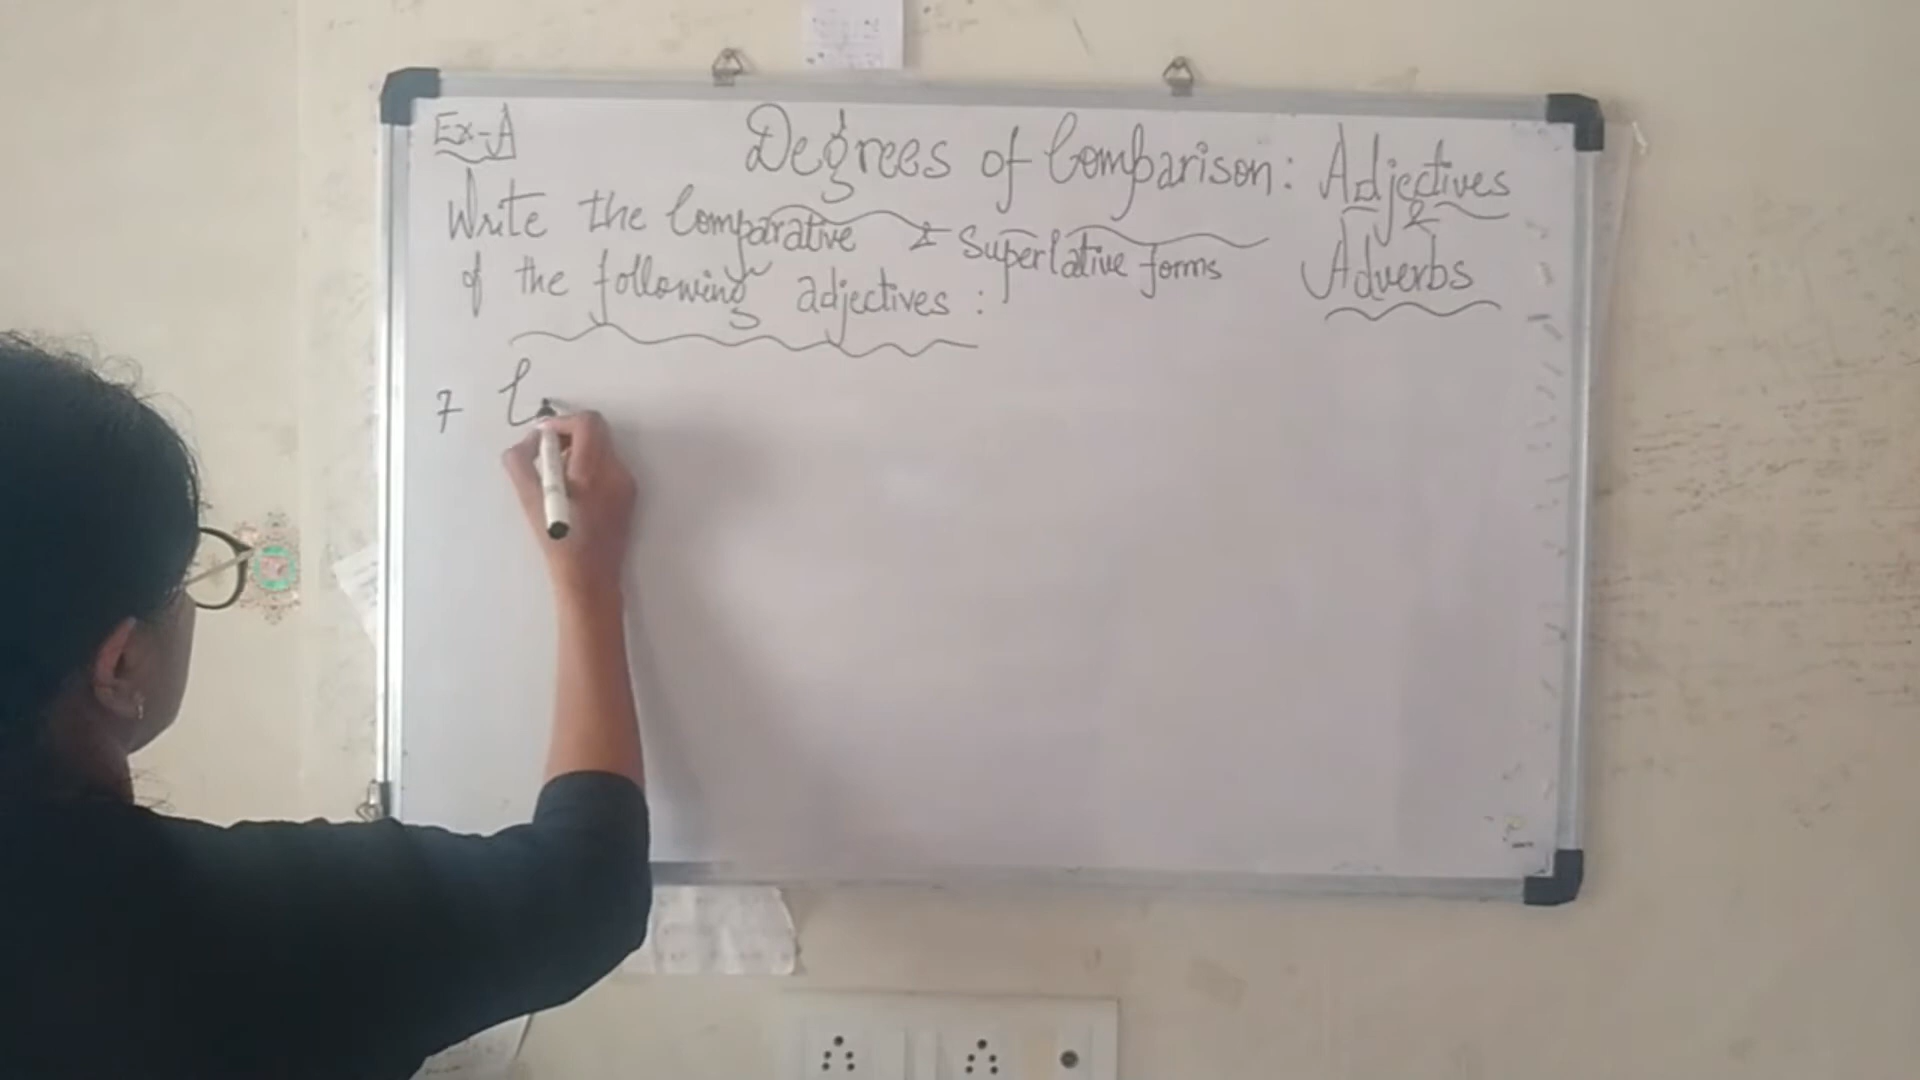 Ex-A
Degrees of Comparison: Adjectives
&
Adverbs
Write the Comparative & Superlative forms
of the following adjectives :
7